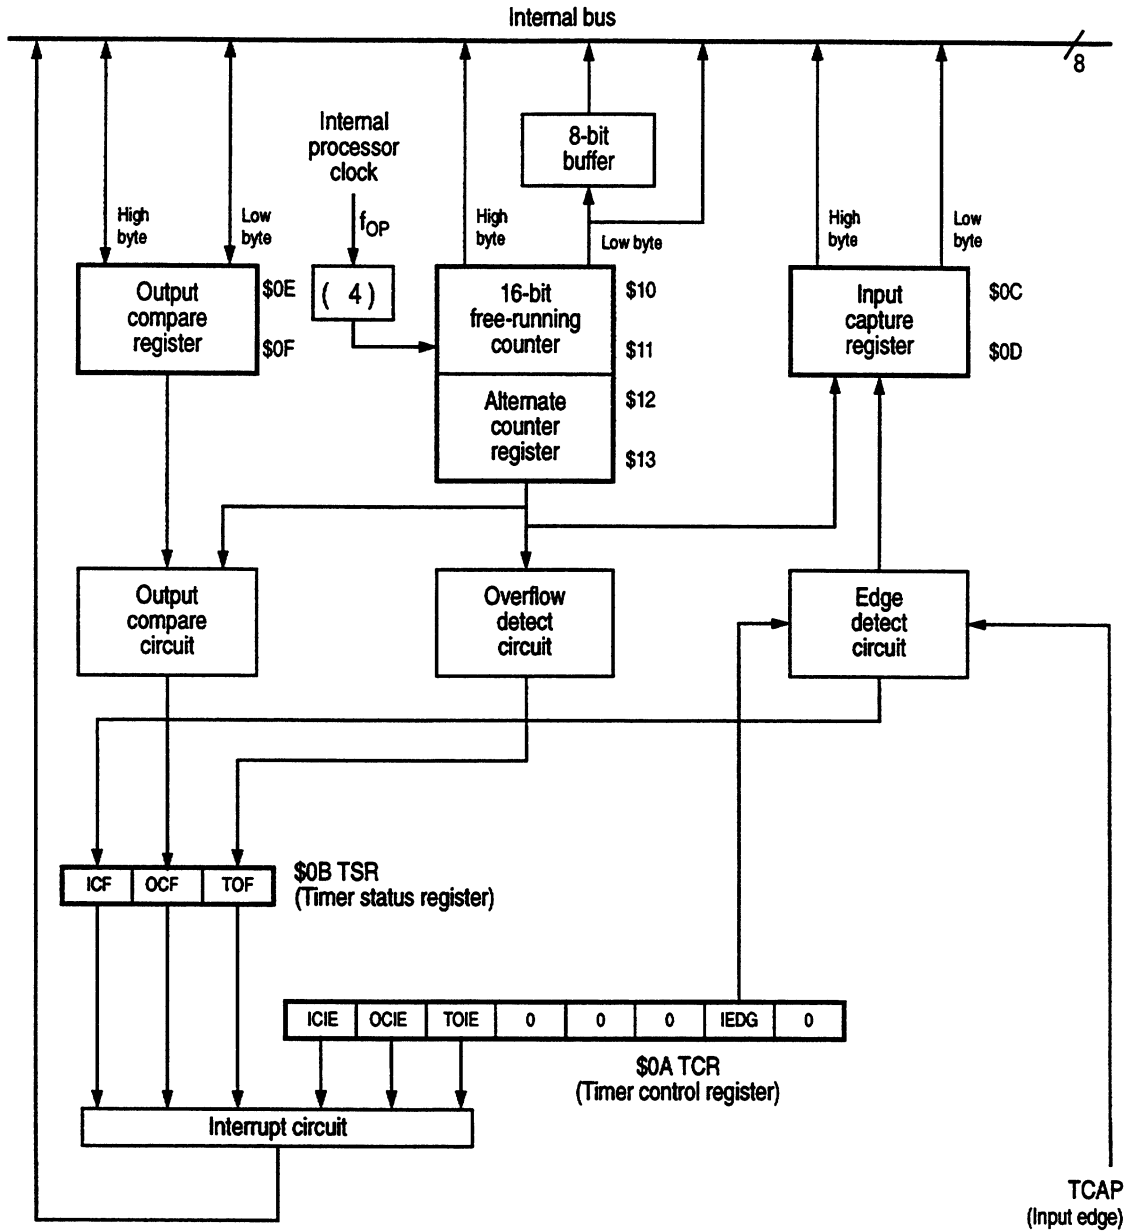 Internal bus
8
Internal
processor
clock
fOP
8-bit
buffer
High
byte
Low
byte
High
byte
Low byte
High
byte
Low
byte
Output
compare
register
$0E
$0F
( 4 )
16-bit
free-running
counter
$10
$11
Alternate
counter
register
$12
$13
Input
capture
register
$0C
$0D
Output
compare
circuit
Overflow
detect
circuit
Edge
detect
circuit
ICF OCF TOF
$0B TSR
(Timer status register)
ICIE OCIE TOIE 0 0 0 IEDG 0
$0A TCR
(Timer control register)
Interrupt circuit
TCAP
(Input edge)